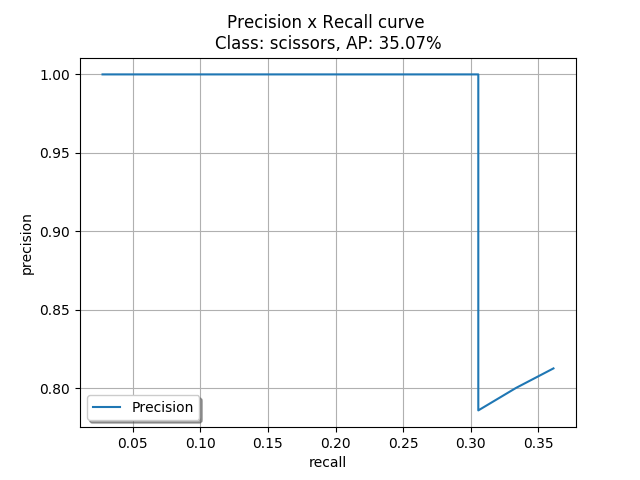 Precision x Recall curve
Class: scissors, AP: 35.07%
1.00
0.95
0.90
0.85
0.80
precision
Precision
0.05 0.10 0.15 0.20 0.25 0.30 0.35
recall